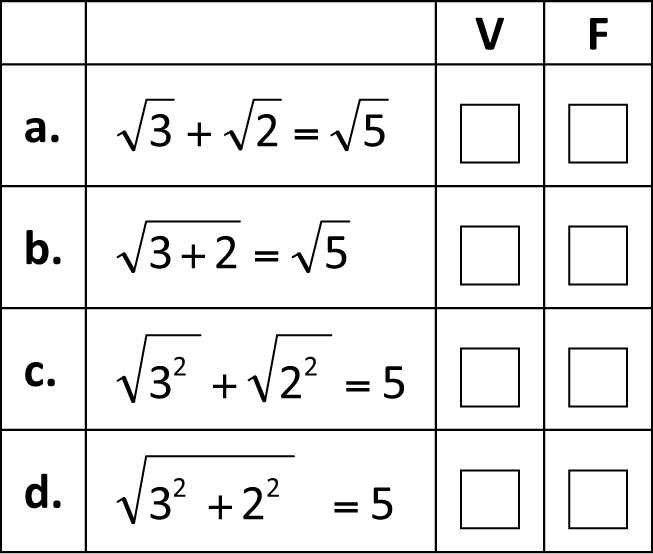 V F
a. √3 + √2 = √5
b. √(3 + 2) = √5
c. √(3²) + √(2²) = 5
d. √(3² + 2²) = 5